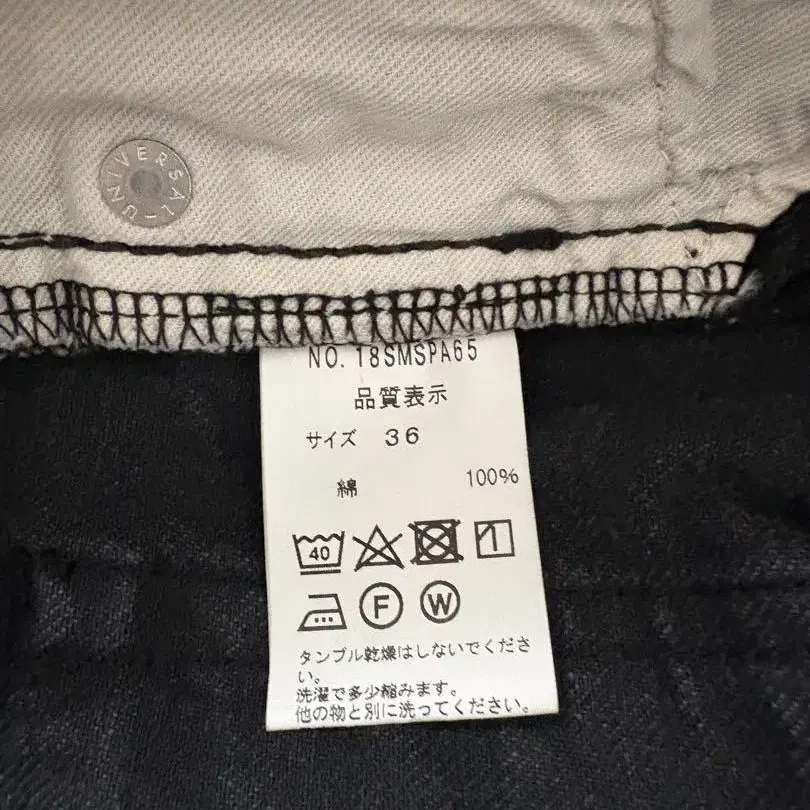 UNIVERSAL
NO. 18SMSPA65
品質表示
サイズ 36
綿 100%
40
F W
タンブル乾燥はしないでくださ
い。
洗濯で多少縮みます。
他の物と別に洗ってください。